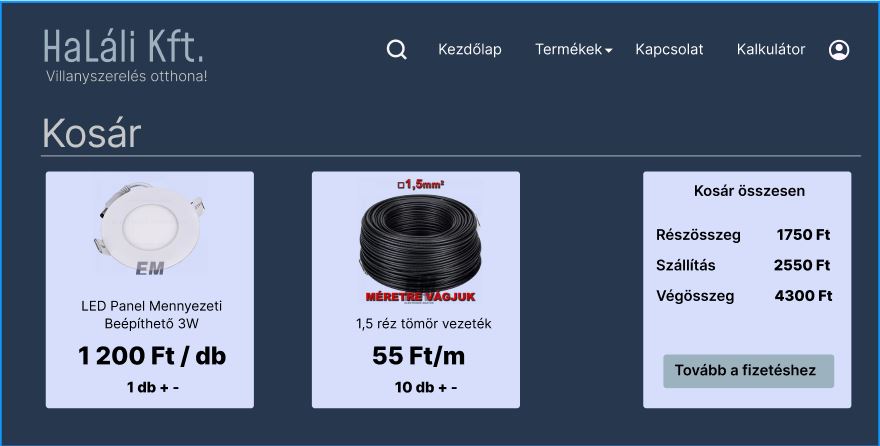 HaLáli Kft.
Villanyszerelés otthona!
Kezdőlap
Termékek
Kapcsolat
Kalkulátor
Kosár
EM
LED Panel Mennyezeti
Beépíthető 3W
1 200 Ft / db
1 db + -
□1,5mm²
MÉRETRE VÁGJUK
1,5 réz tömör vezeték
55 Ft/m
10 db + -
Kosár összesen
Részösszeg 1750 Ft
Szállítás 2550 Ft
Végösszeg 4300 Ft
Tovább a fizetéshez